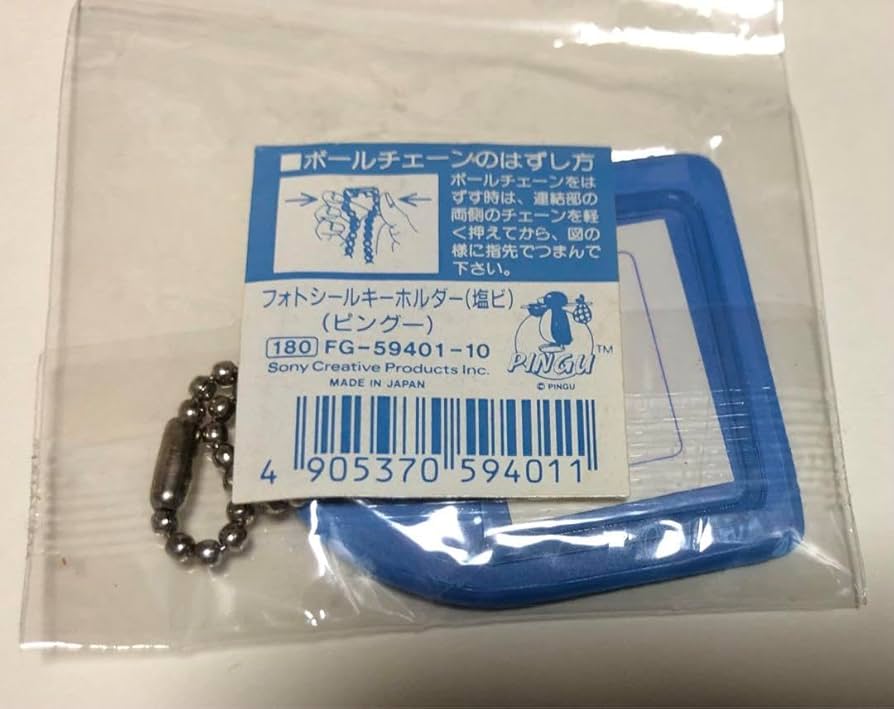 ■ボールチェーンのはずし方
ボールチェーンをは
ずす時は、連結部の
両側のチェーンを軽
く押えてから、図の
様に指先でつまんで
下さい。
フォトシールキーホルダー(塩ビ)
(ピングー)
180 FG-59401-10
Sony Creative Products Inc.
MADE IN JAPAN
PINGU™
© PINGU
4 905370 594011